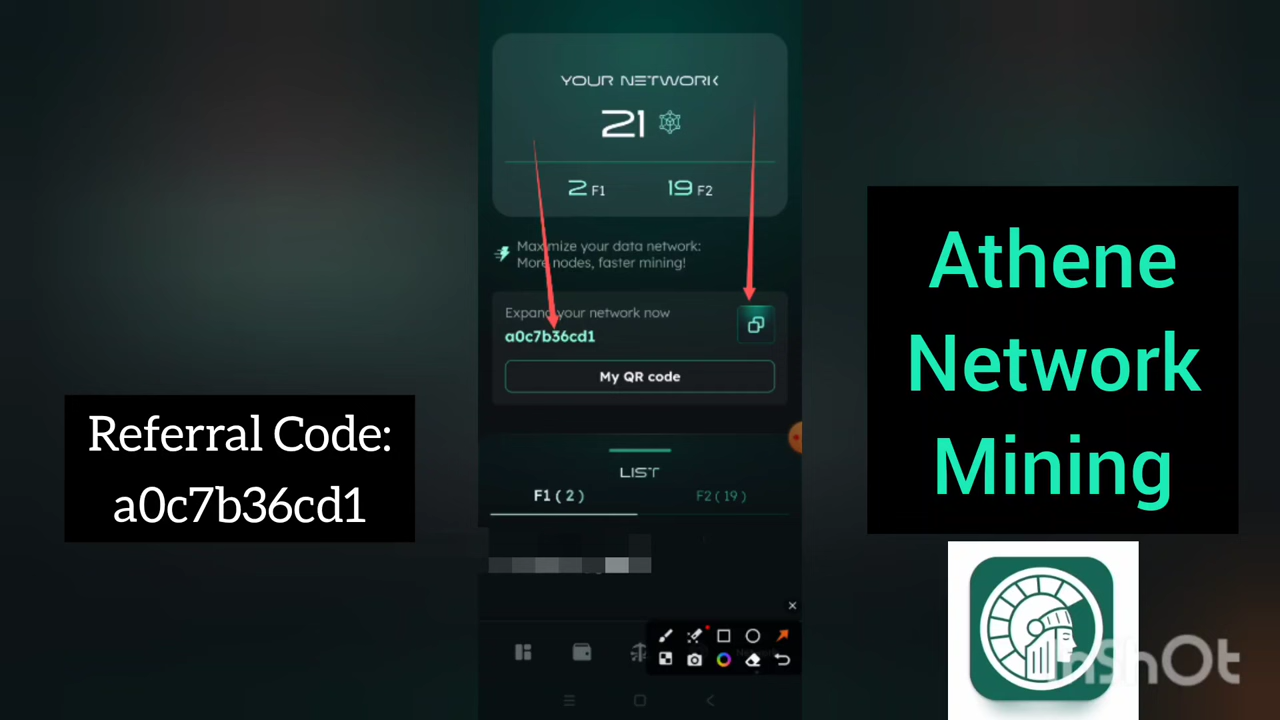 YOUR NETWORK
21
2 F1 19 F2
Maximize your data network:
More nodes, faster mining!
Expand your network now
a0c7b36cd1
My QR code
LIST
F1 ( 2 ) F2 ( 19 )
Referral Code:
a0c7b36cd1
Athene
Network
Mining
InShOt